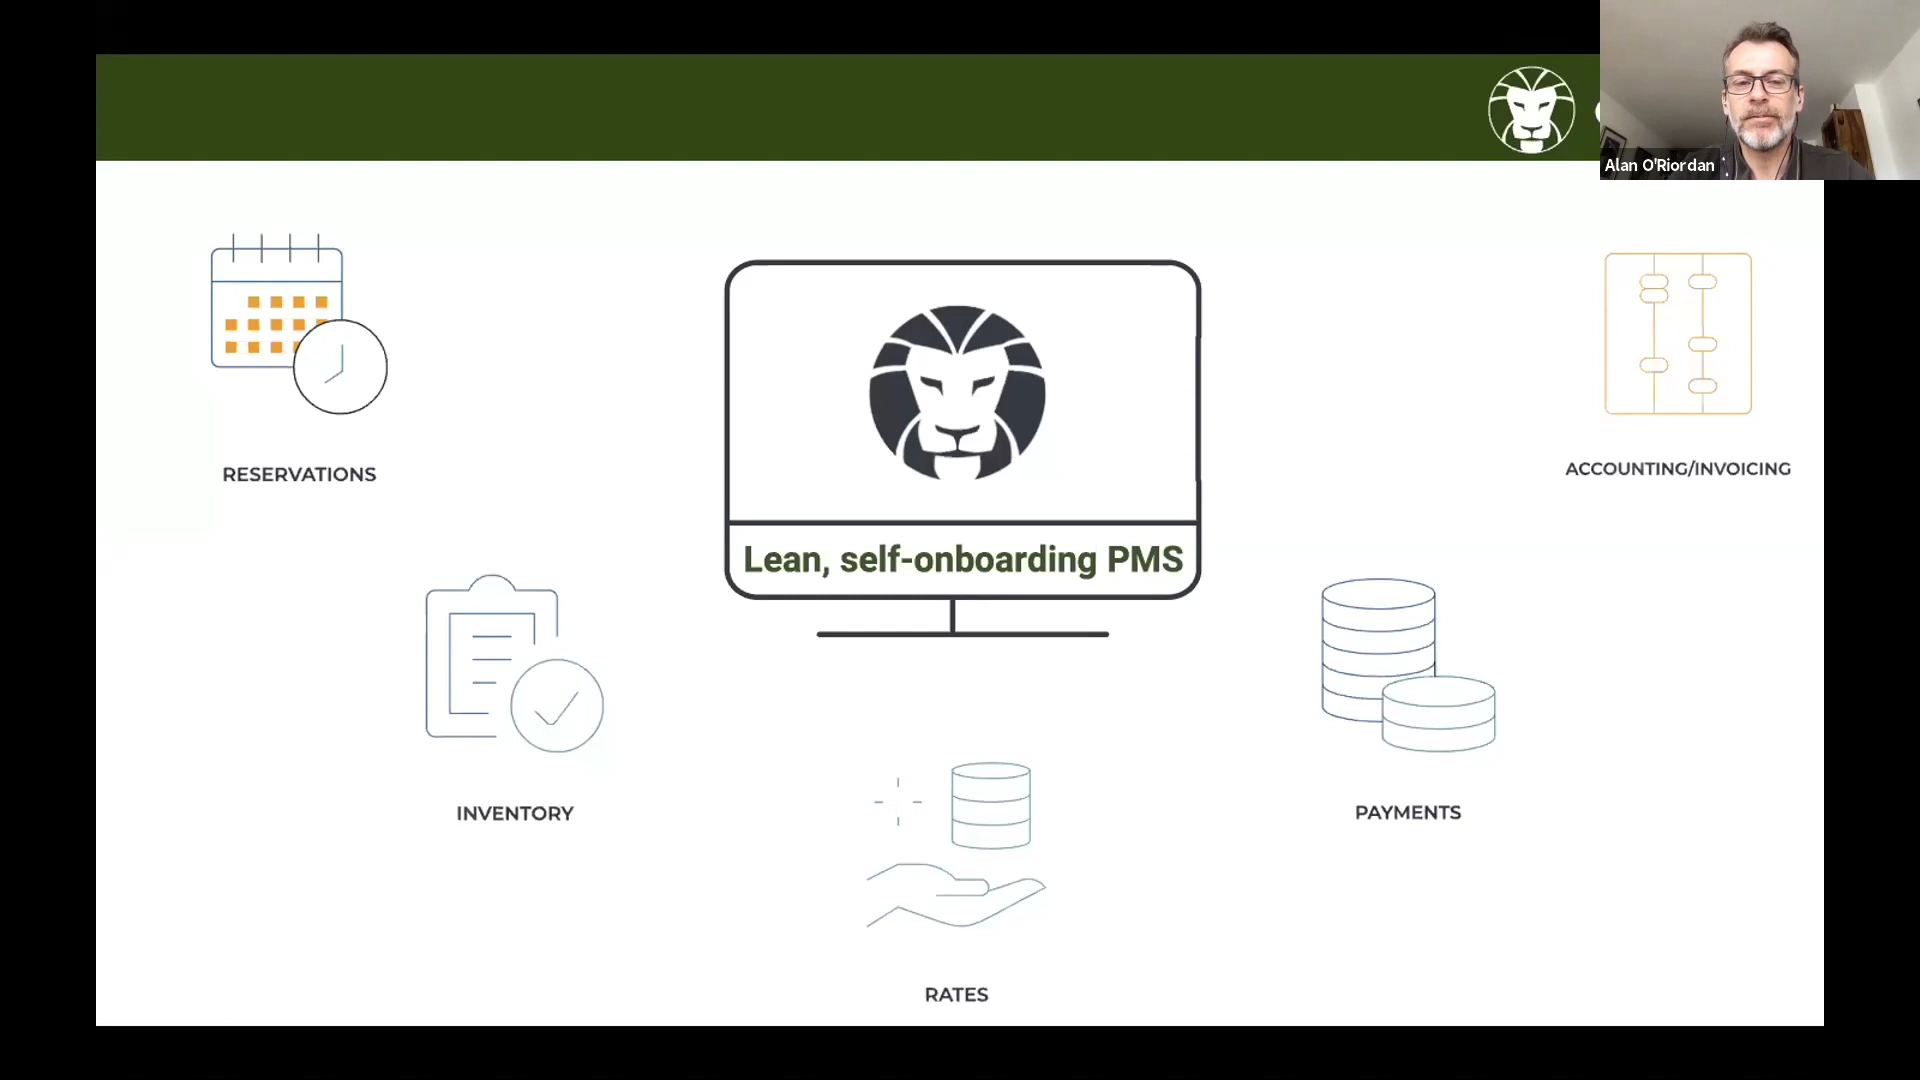 Alan O'Riordan
RESERVATIONS
ACCOUNTING/INVOICING
Lean, self-onboarding PMS
INVENTORY
PAYMENTS
RATES